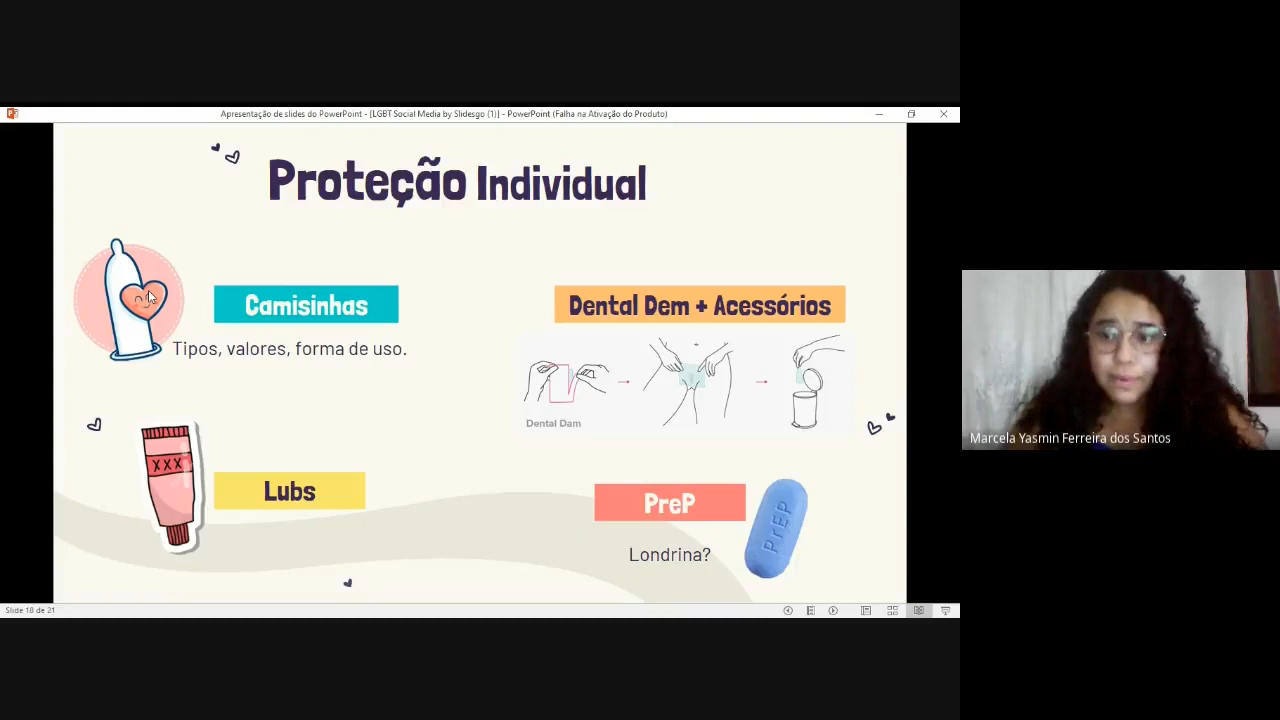 Apresentação de slides do PowerPoint - [LGBT Social Media by Slidesgo (1)] - PowerPoint (Falha na Ativação do Produto)
Proteção Individual
Camisinhas
Tipos, valores, forma de uso.
Dental Dem + Acessórios
Dental Dam
XXX
Lubs
PreP
PrEP
Londrina?
Marcela Yasmin Ferreira dos Santos
Slide 18 de 21